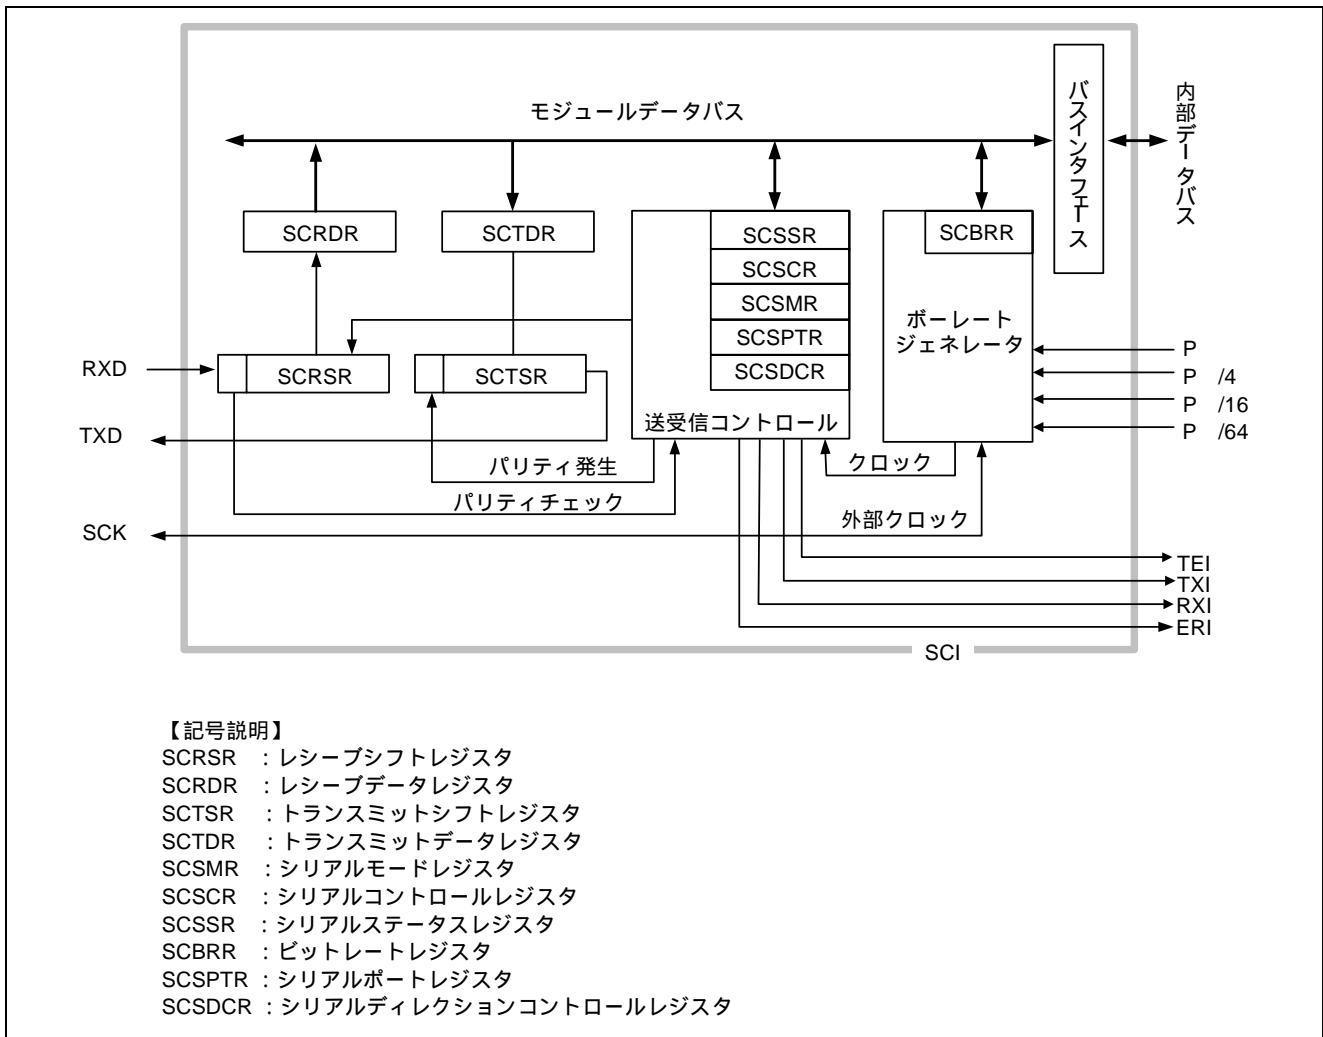 モジュールデータバス
バスインタフェース
内部データバス
SCRDR
SCTDR
SCSSR
SCBRR
SCSCR
SCSMR
SCSPTR
SCSDCR
ボーレート
ジェネレータ
RXD
SCRSR
SCTSR
P
P /4
P /16
P /64
送受信コントロール
TXD
パリティ発生
クロック
パリティチェック
SCK
外部クロック
TEI
TXI
RXI
ERI
SCI
【記号説明】
SCRSR :レシーブシフトレジスタ
SCRDR :レシーブデータレジスタ
SCTSR :トランスミットシフトレジスタ
SCTDR :トランスミットデータレジスタ
SCSMR :シリアルモードレジスタ
SCSCR :シリアルコントロールレジスタ
SCSSR :シリアルステータスレジスタ
SCBRR :ビットレートレジスタ
SCSPTR :シリアルポートレジスタ
SCSDCR :シリアルディレクションコントロールレジスタ